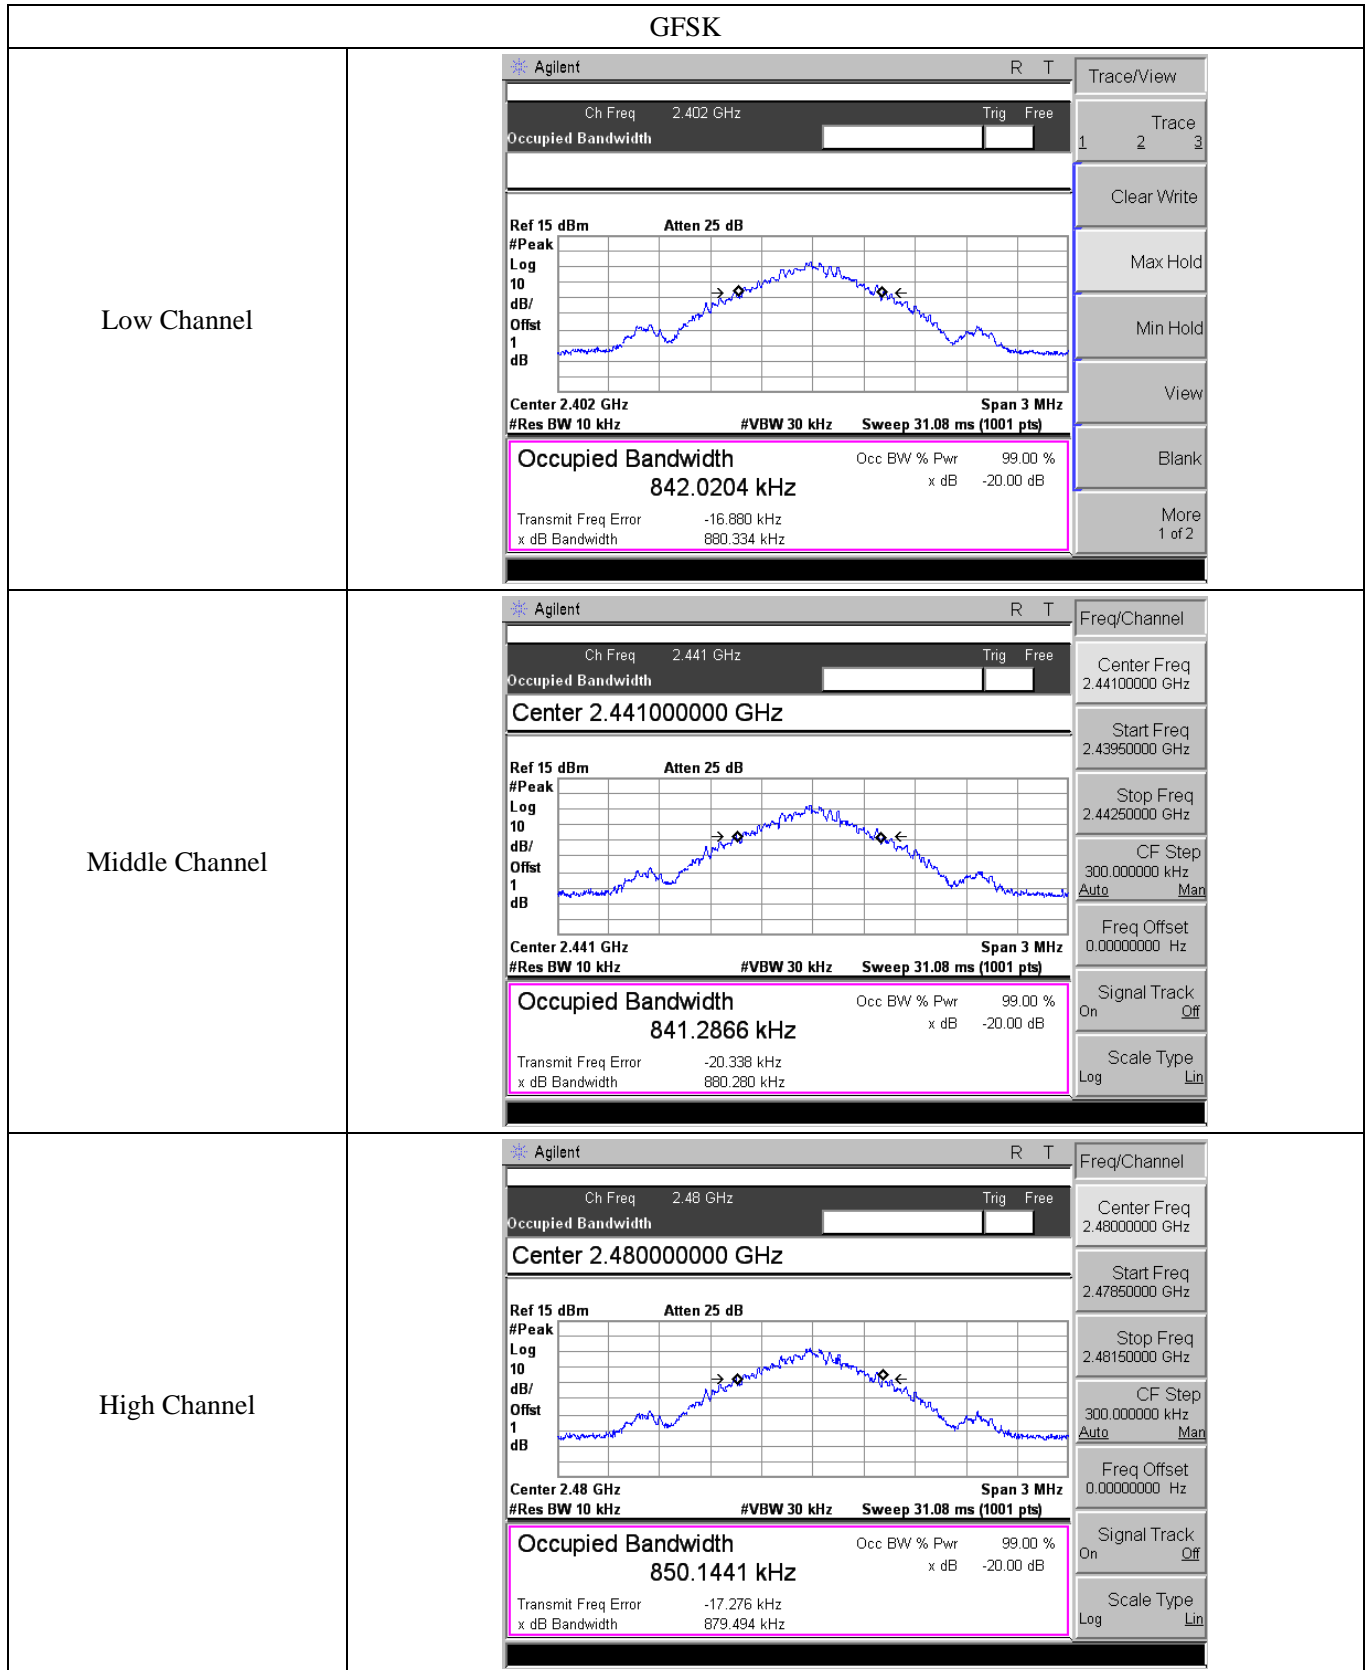 GFSK
Low Channel
Agilent R T
Ch Freq 2.402 GHz Trig Free
Occupied Bandwidth
Ref 15 dBm Atten 25 dB
#Peak
Log
10
dB/
Offst
1
dB
Center 2.402 GHz Span 3 MHz
#Res BW 10 kHz #VBW 30 kHz Sweep 31.08 ms (1001 pts)
Occupied Bandwidth Occ BW % Pwr 99.00 %
842.0204 kHz x dB -20.00 dB
Transmit Freq Error -16.880 kHz
x dB Bandwidth 880.334 kHz
Trace/View
Trace
1 2 3
Clear Write
Max Hold
Min Hold
View
Blank
More
1 of 2
Middle Channel
Agilent R T
Ch Freq 2.441 GHz Trig Free
Occupied Bandwidth
Center 2.441000000 GHz
Ref 15 dBm Atten 25 dB
#Peak
Log
10
dB/
Offst
1
dB
Center 2.441 GHz Span 3 MHz
#Res BW 10 kHz #VBW 30 kHz Sweep 31.08 ms (1001 pts)
Occupied Bandwidth Occ BW % Pwr 99.00 %
841.2866 kHz x dB -20.00 dB
Transmit Freq Error -20.338 kHz
x dB Bandwidth 880.280 kHz
Freq/Channel
Center Freq
2.44100000 GHz
Start Freq
2.43950000 GHz
Stop Freq
2.44250000 GHz
CF Step
300.000000 kHz
Auto Man
Freq Offset
0.00000000 Hz
Signal Track
On Off
Scale Type
Log Lin
High Channel
Agilent R T
Ch Freq 2.48 GHz Trig Free
Occupied Bandwidth
Center 2.480000000 GHz
Ref 15 dBm Atten 25 dB
#Peak
Log
10
dB/
Offst
1
dB
Center 2.48 GHz Span 3 MHz
#Res BW 10 kHz #VBW 30 kHz Sweep 31.08 ms (1001 pts)
Occupied Bandwidth Occ BW % Pwr 99.00 %
850.1441 kHz x dB -20.00 dB
Transmit Freq Error -17.276 kHz
x dB Bandwidth 879.494 kHz
Freq/Channel
Center Freq
2.48000000 GHz
Start Freq
2.47850000 GHz
Stop Freq
2.48150000 GHz
CF Step
300.000000 kHz
Auto Man
Freq Offset
0.00000000 Hz
Signal Track
On Off
Scale Type
Log Lin